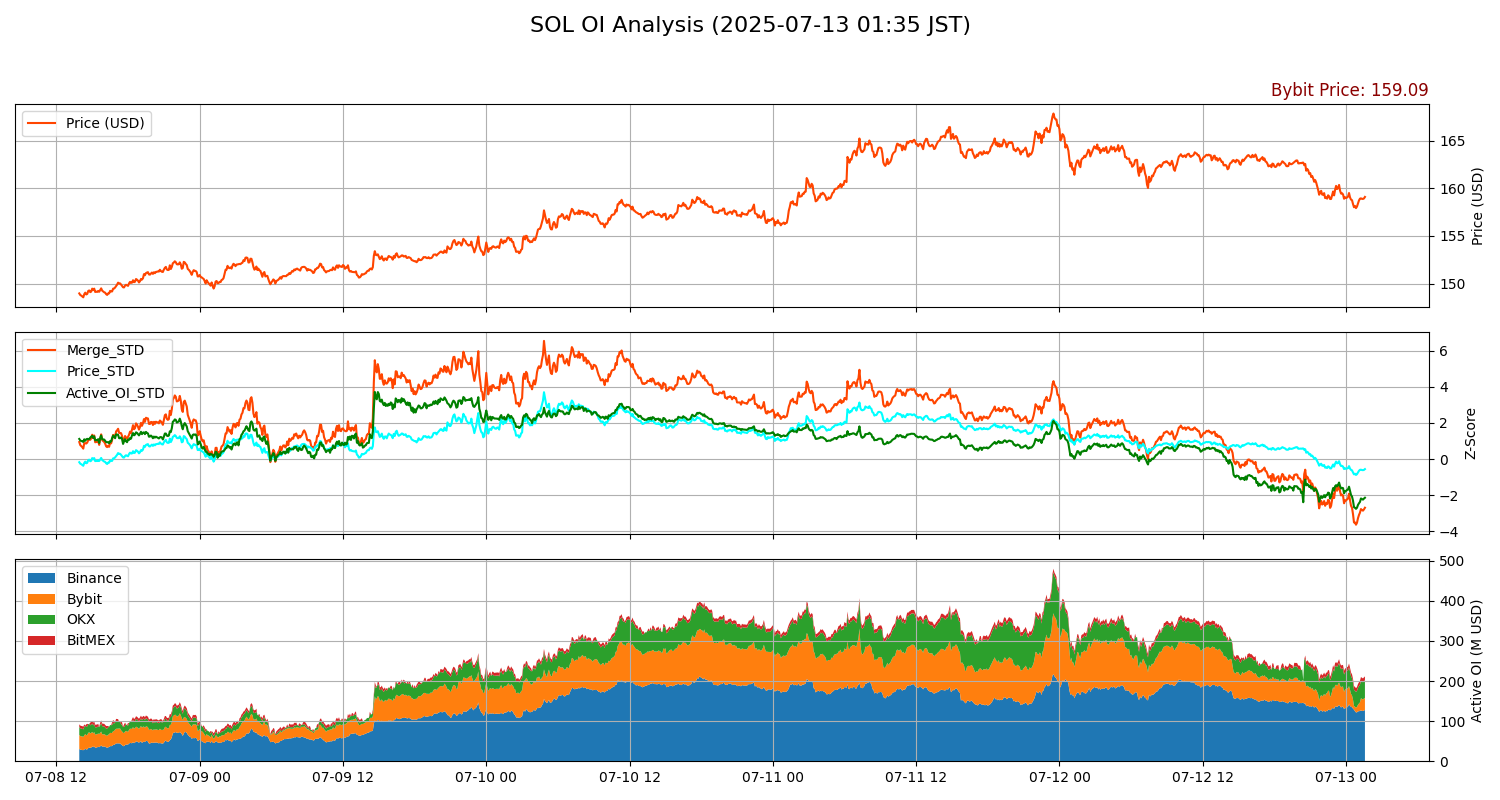 SOL OI Analysis (2025-07-13 01:35 JST)
Bybit Price: 159.09
Price (USD)
165
160
155
150
Price (USD)
Merge_STD
Price_STD
Active_OI_STD
6
4
2
0
−2
−4
Z-Score
Binance
Bybit
OKX
BitMEX
500
400
300
200
100
0
Active OI (M USD)
07-08 12 07-09 00 07-09 12 07-10 00 07-10 12 07-11 00 07-11 12 07-12 00 07-12 12 07-13 00